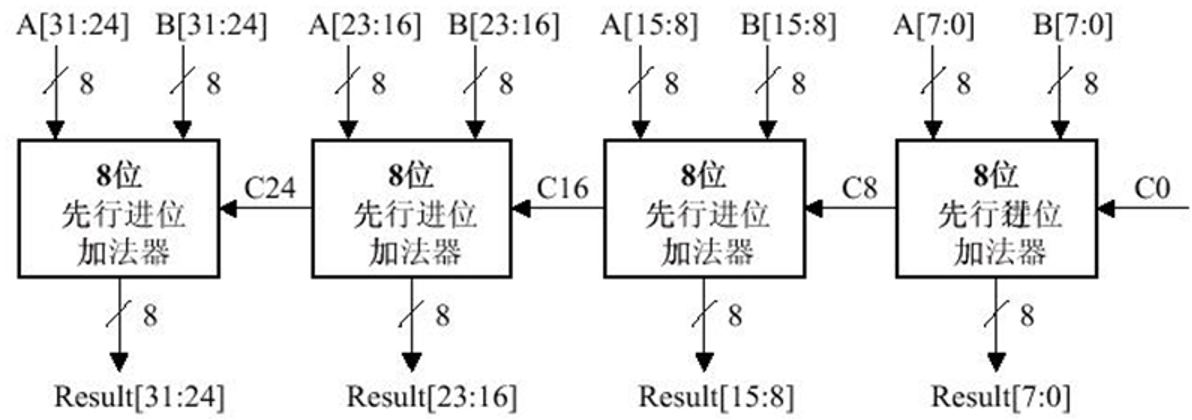 A[31:24] B[31:24] A[23:16] B[23:16] A[15:8] B[15:8] A[7:0] B[7:0]
8 8 8 8 8 8 8 8
8位 8位 8位 8位
C24 C16 C8 C0
先行进位 先行进位 先行进位 先行进位
加法器 加法器 加法器 加法器
8 8 8 8
Result[31:24] Result[23:16] Result[15:8] Result[7:0]